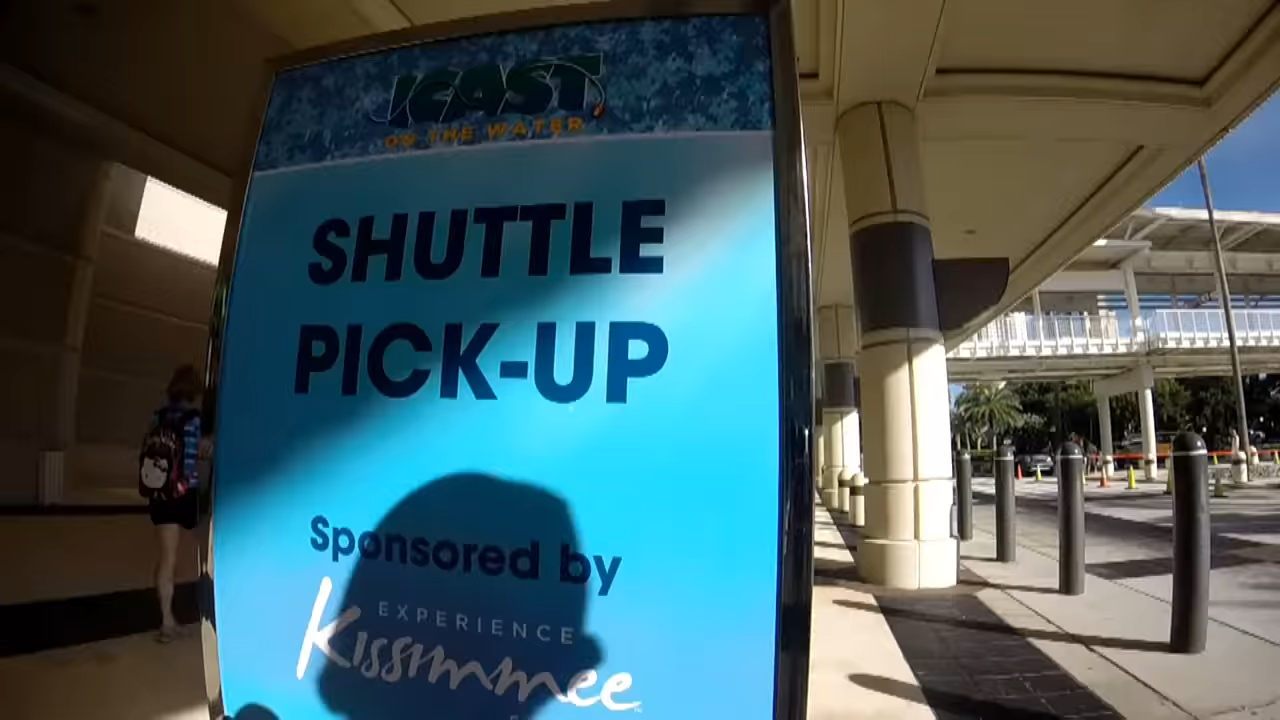 ICAST
ON THE WATER
SHUTTLE
PICK-UP
Sponsored by
EXPERIENCE
Kissimmee